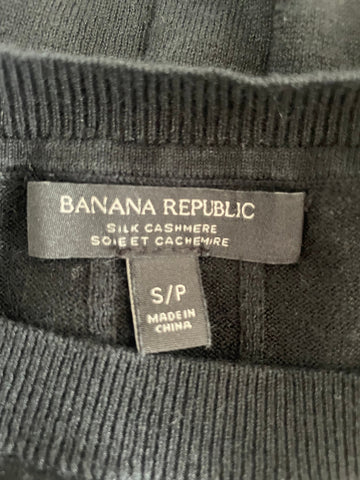 BANANA REPUBLIC
SILK CASHMERE
SOIE ET CACHEMIRE
S/P
MADE IN
CHINA